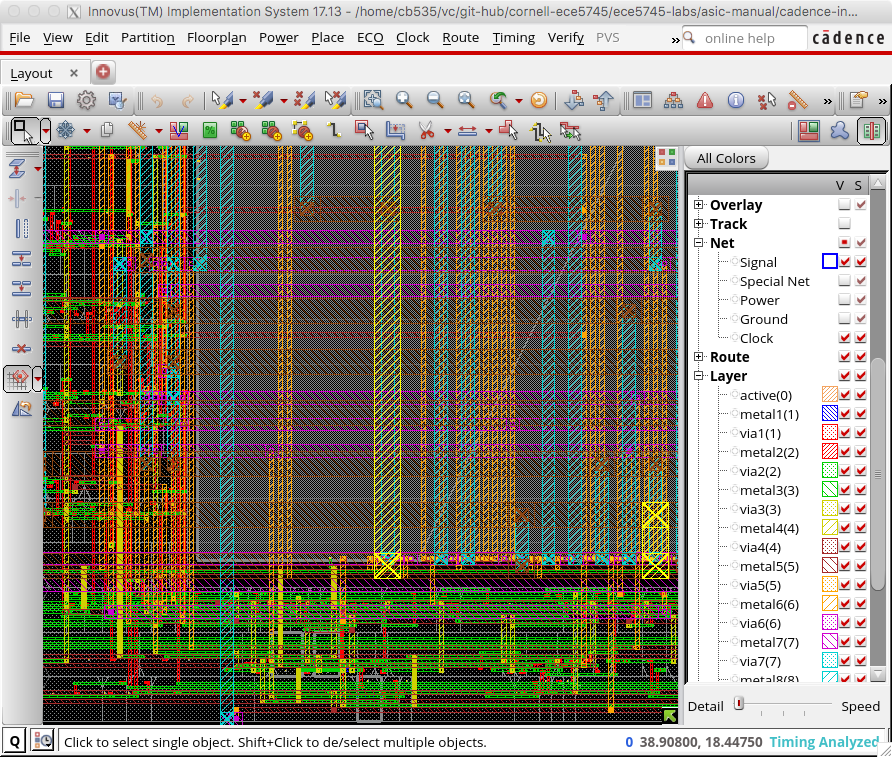 Innovus(TM) Implementation System 17.13 - /home/cb535/vc/git-hub/cornell-ece5745/ece5745-labs/asic-manual/cadence-in...
File View Edit Partition Floorplan Power Place ECO Clock Route Timing Verify PVS » online help cādence
Layout
» »
All Colors
V S
Overlay
Track
Net
Signal
Special Net
Power
Ground
Clock
Route
Layer
active(0)
metal1(1)
via1(1)
metal2(2)
via2(2)
metal3(3)
via3(3)
metal4(4)
via4(4)
metal5(5)
via5(5)
metal6(6)
via6(6)
metal7(7)
via7(7)
metal8(8)
Detail Speed
Q Click to select single object. Shift+Click to de/select multiple objects. 0 38.90800, 18.44750 Timing Analyzed